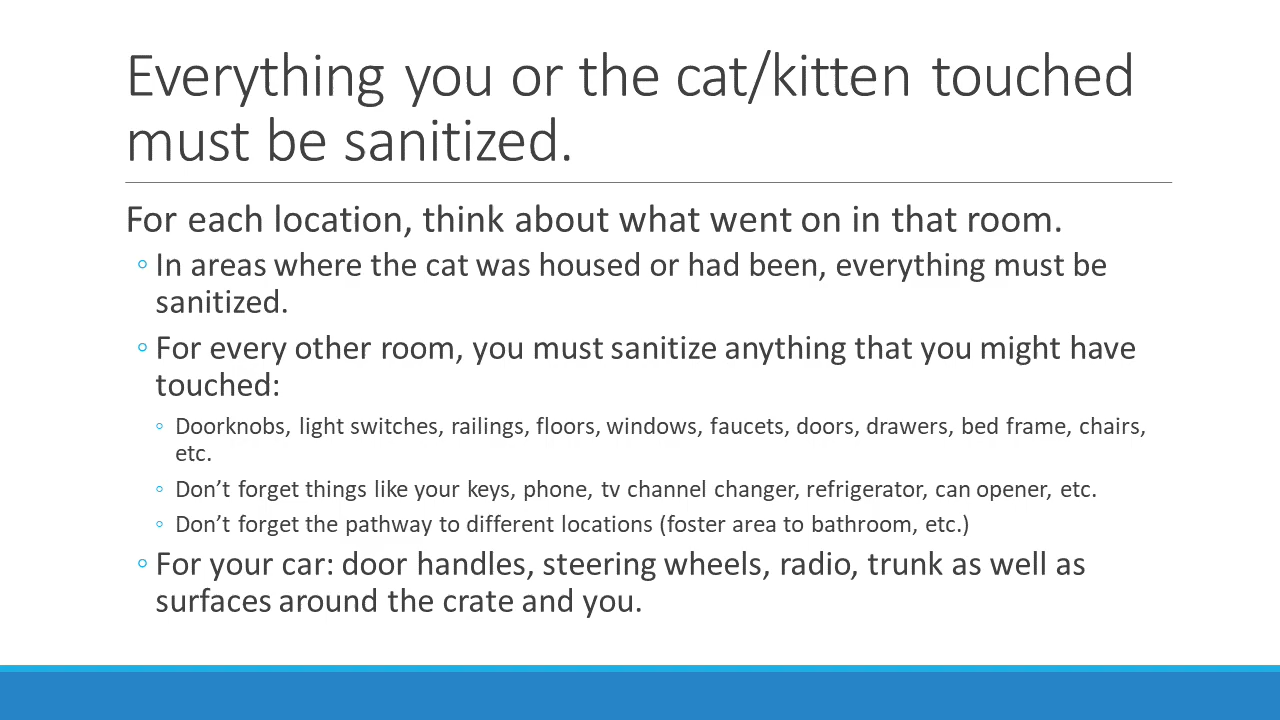 Everything you or the cat/kitten touched
must be sanitized.
For each location, think about what went on in that room.
◦ In areas where the cat was housed or had been, everything must be
sanitized.
◦ For every other room, you must sanitize anything that you might have
touched:
◦ Doorknobs, light switches, railings, floors, windows, faucets, doors, drawers, bed frame, chairs,
etc.
◦ Don’t forget things like your keys, phone, tv channel changer, refrigerator, can opener, etc.
◦ Don’t forget the pathway to different locations (foster area to bathroom, etc.)
◦ For your car: door handles, steering wheels, radio, trunk as well as
surfaces around the crate and you.